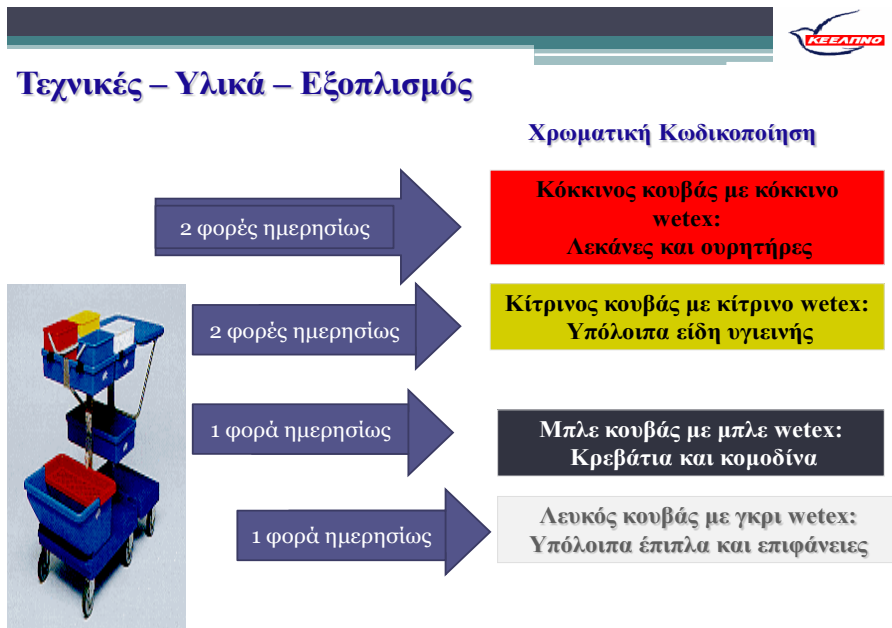 ΚΕΕΛΠΝΟ
Τεχνικές – Υλικά – Εξοπλισμός
Χρωματική Κωδικοποίηση
2 φορές ημερησίως
Κόκκινος κουβάς με κόκκινο
wetex:
Λεκάνες και ουρητήρες
2 φορές ημερησίως
Κίτρινος κουβάς με κίτρινο wetex:
Υπόλοιπα είδη υγιεινής
1 φορά ημερησίως
Μπλε κουβάς με μπλε wetex:
Κρεβάτια και κομοδίνα
1 φορά ημερησίως
Λευκός κουβάς με γκρι wetex:
Υπόλοιπα έπιπλα και επιφάνειες